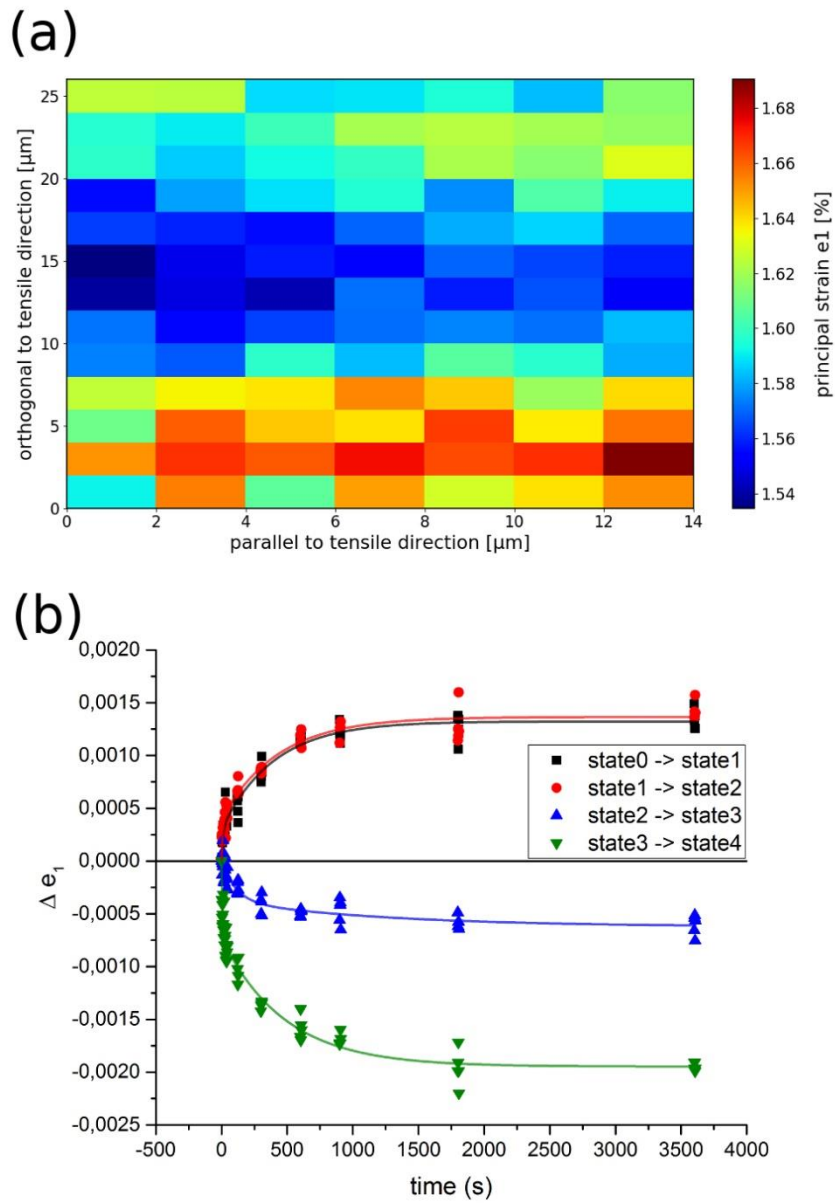 (a)
25
20
15
10
5
0
orthogonal to tensile direction [µm]
0 2 4 6 8 10 12 14
parallel to tensile direction [µm]
1.68
1.66
1.64
1.62
1.60
1.58
1.56
1.54
principal strain e1 [%]
(b)
0,0020
0,0015
0,0010
0,0005
0,0000
-0,0005
-0,0010
-0,0015
-0,0020
-0,0025
Δ e1
state0 -> state1
state1 -> state2
state2 -> state3
state3 -> state4
-500 0 500 1000 1500 2000 2500 3000 3500 4000
time (s)